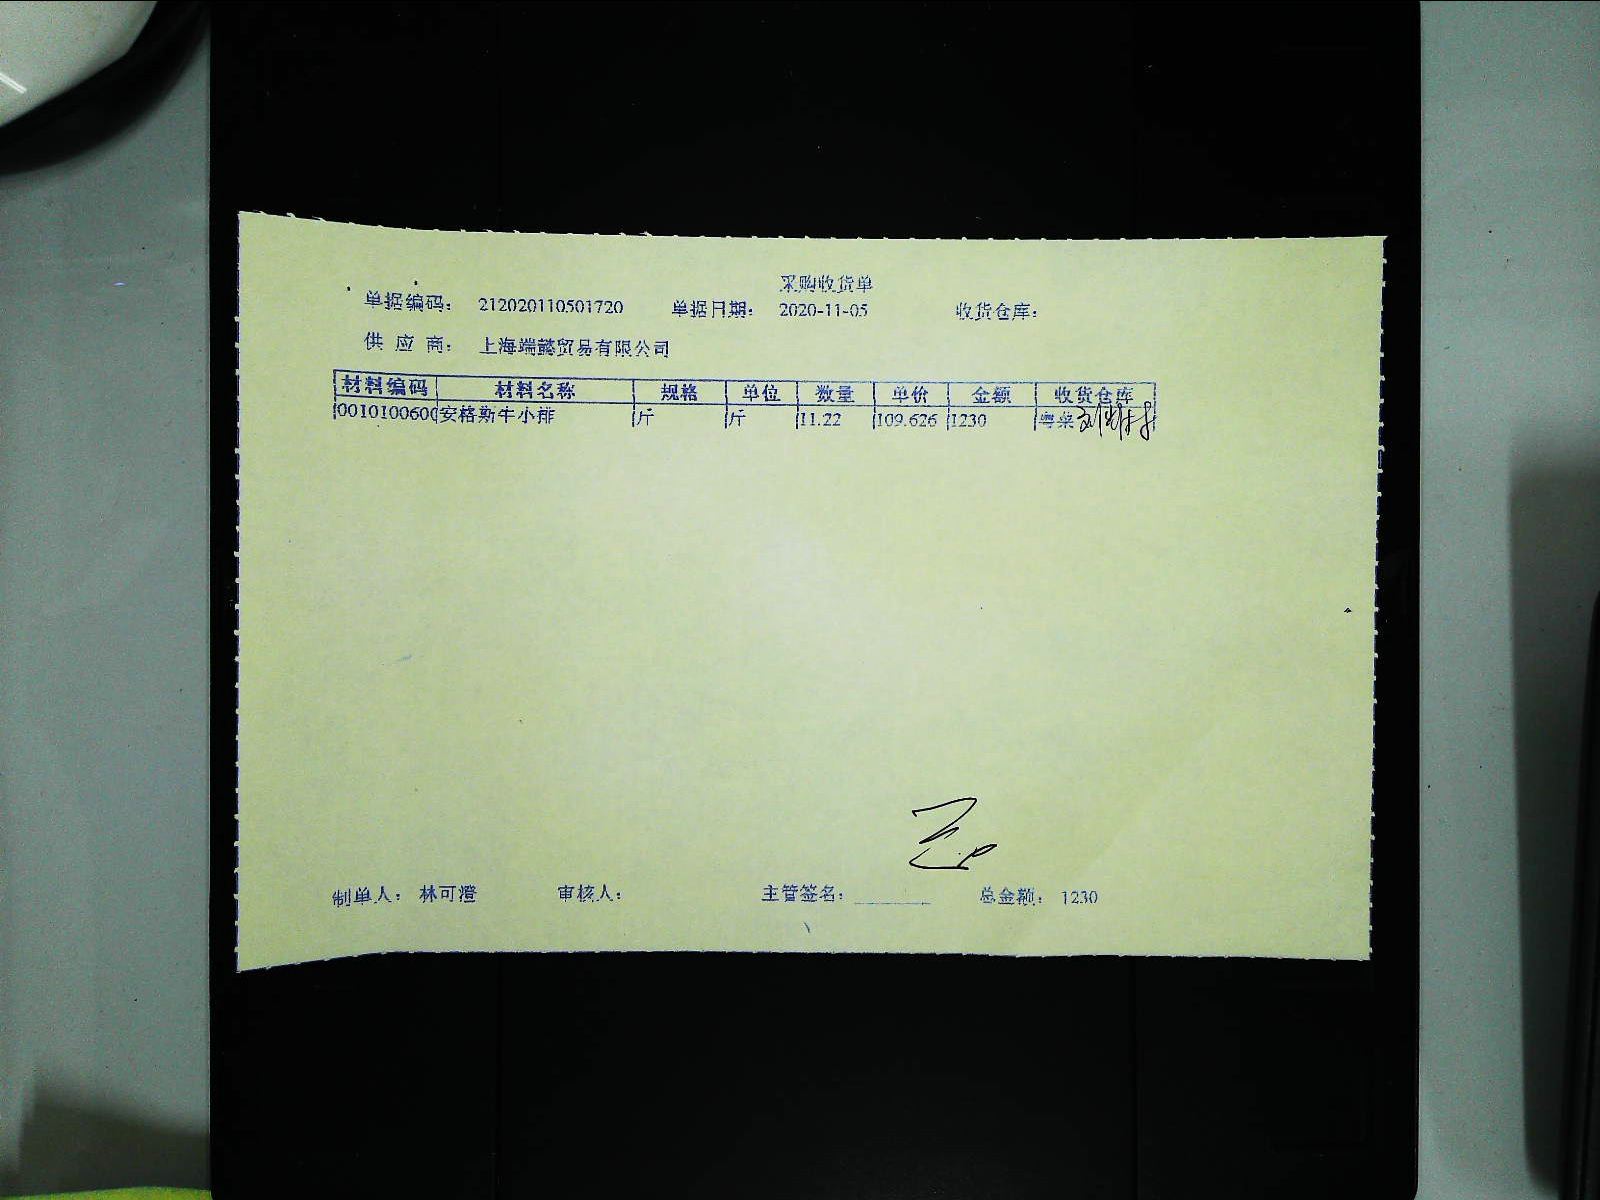 采购收货单
单据编码： 212020110501720 单据日期： 2020-11-05 收货仓库：
供 应 商： 上海端懿贸易有限公司
材料编码 材料名称 规格 单位 数量 单价 金额 收货仓库
0010100600 安格斯牛小排 斤 斤 11.22 109.626 1230 粤菜
制单人： 林可澄 审核人： 主管签名： 总金额： 1230